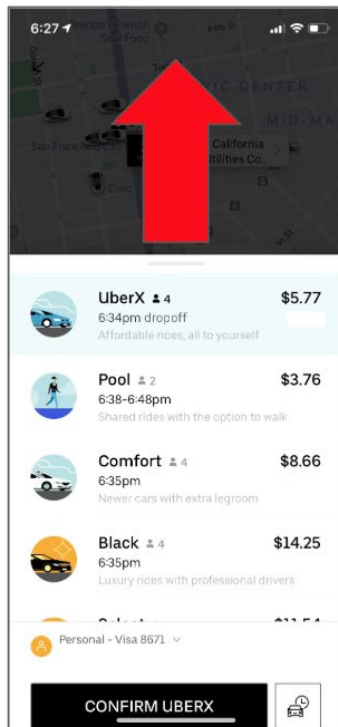 6:27
CIVIC CENTER
MID-MA
San Francisco City
California
Utilities Co...
Civic
UberX 4 $5.77
6:34pm dropoff
Affordable rides, all to yourself
Pool 2 $3.76
6:38-6:48pm
Shared rides with the option to walk
Comfort 4 $8.66
6:35pm
Newer cars with extra legroom
Black 4 $14.25
6:35pm
Luxury rides with professional drivers
Personal - Visa 8671
CONFIRM UBERX